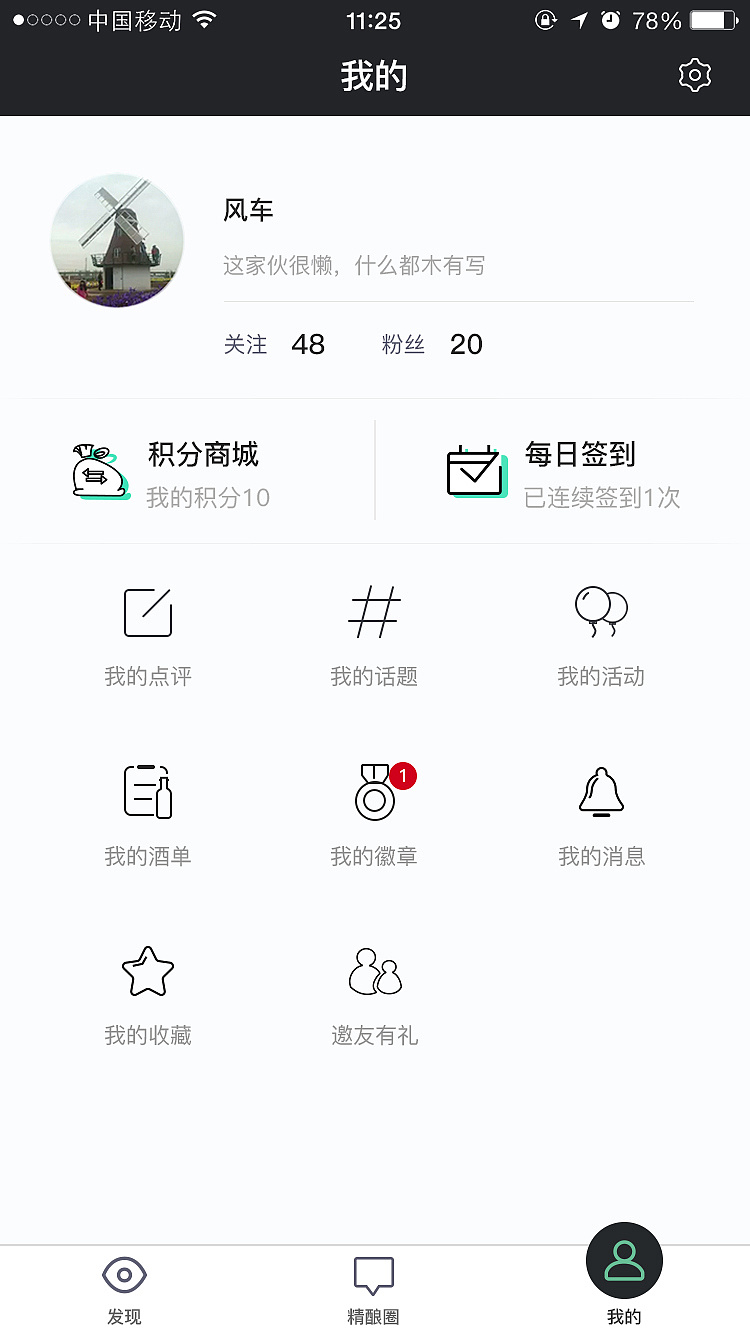 中国移动 11:25 78%
我的
风车
这家伙很懒，什么都木有写
关注 48 粉丝 20
积分商城 每日签到
我的积分10 已连续签到1次
我的点评 我的话题 我的活动
1
我的酒单 我的徽章 我的消息
我的收藏 邀友有礼
发现 精酿圈 我的